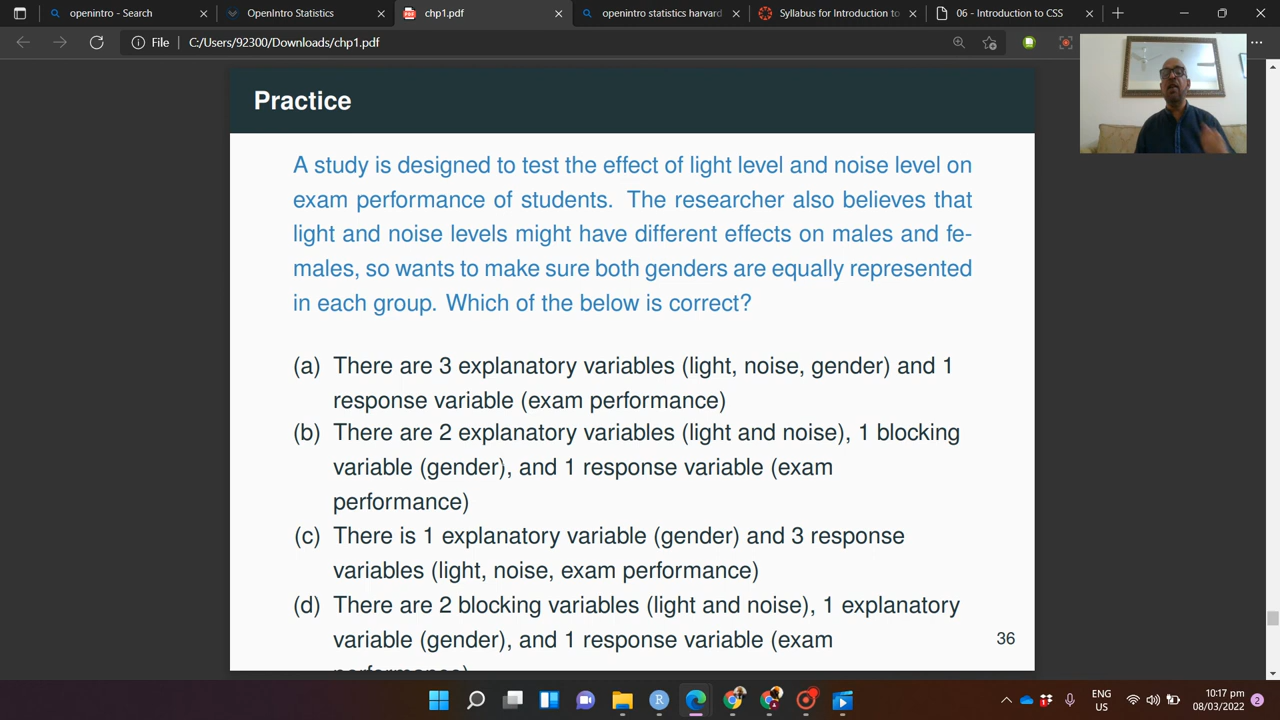 openintro - Search
OpenIntro Statistics
chp1.pdf
openintro statistics harvard
Syllabus for Introduction to
06 - Introduction to CSS
File
C:/Users/92300/Downloads/chp1.pdf
Practice
A study is designed to test the effect of light level and noise level on
exam performance of students. The researcher also believes that
light and noise levels might have different effects on males and fe-
males, so wants to make sure both genders are equally represented
in each group. Which of the below is correct?
(a) There are 3 explanatory variables (light, noise, gender) and 1
response variable (exam performance)
(b) There are 2 explanatory variables (light and noise), 1 blocking
variable (gender), and 1 response variable (exam
performance)
(c) There is 1 explanatory variable (gender) and 3 response
variables (light, noise, exam performance)
(d) There are 2 blocking variables (light and noise), 1 explanatory
variable (gender), and 1 response variable (exam
performance)
36
ENG
US
10:17 pm
08/03/2022
2